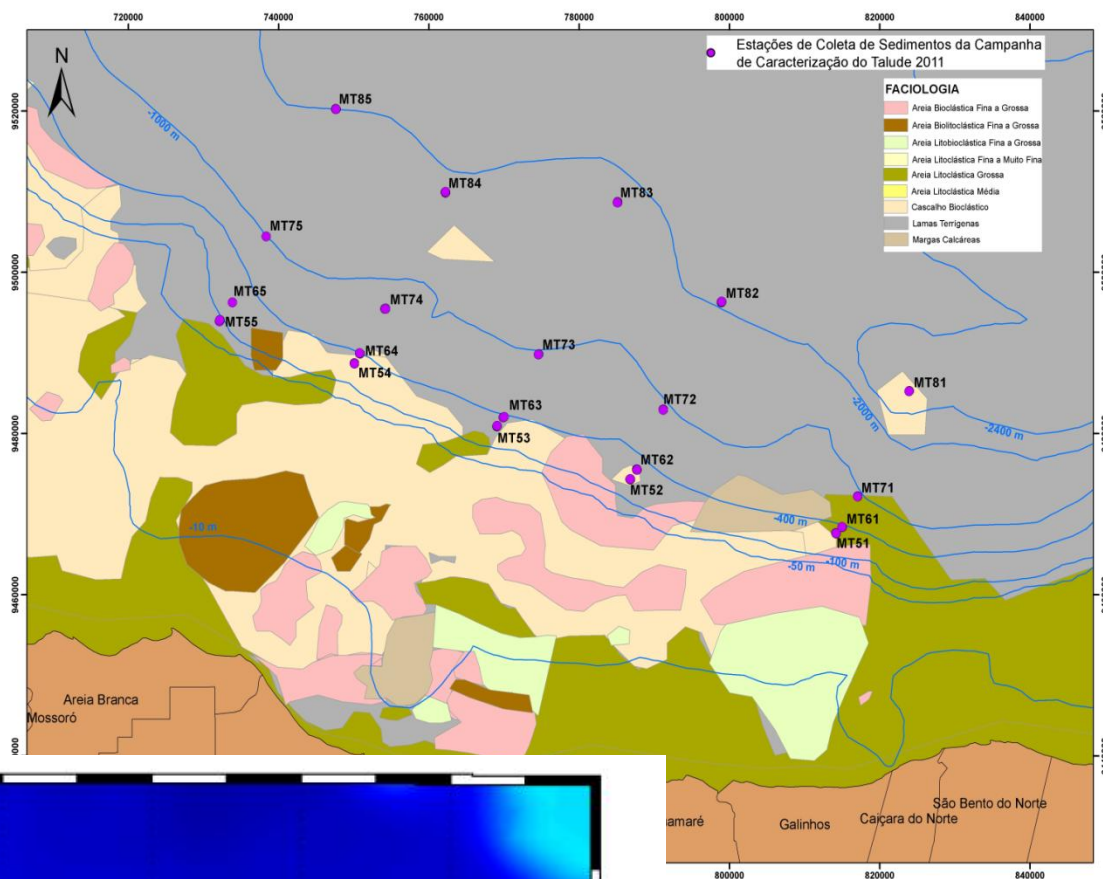 720000 740000 760000 780000 800000 820000 840000
Estações de Coleta de Sedimentos da Campanha
de Caracterização do Talude 2011
N
FACIOLOGIA
Areia Bioclástica Fina a Grossa
Areia Biolitoclástica Fina a Grossa
Areia Litobioclástica Fina a Grossa
Areia Litoclástica Fina a Muito Fina
Areia Litoclástica Grossa
Areia Litoclástica Média
Cascalho Bioclástico
Lamas Terrígenas
Margas Calcáreas
9520000
MT85
-1000 m
MT84
MT83
MT75
9500000
MT65
MT74
MT82
MT55
MT64
MT73
MT54
MT81
MT63
MT72
-2000 m
-2400 m
MT53
9480000
MT62
MT52
MT71
-400 m
MT61
-10 m
MT51
-100 m
-50 m
9460000
Areia Branca
Mossoró
São Bento do Norte
amaré
Galinhos
Caiçara do Norte
800000 820000 840000